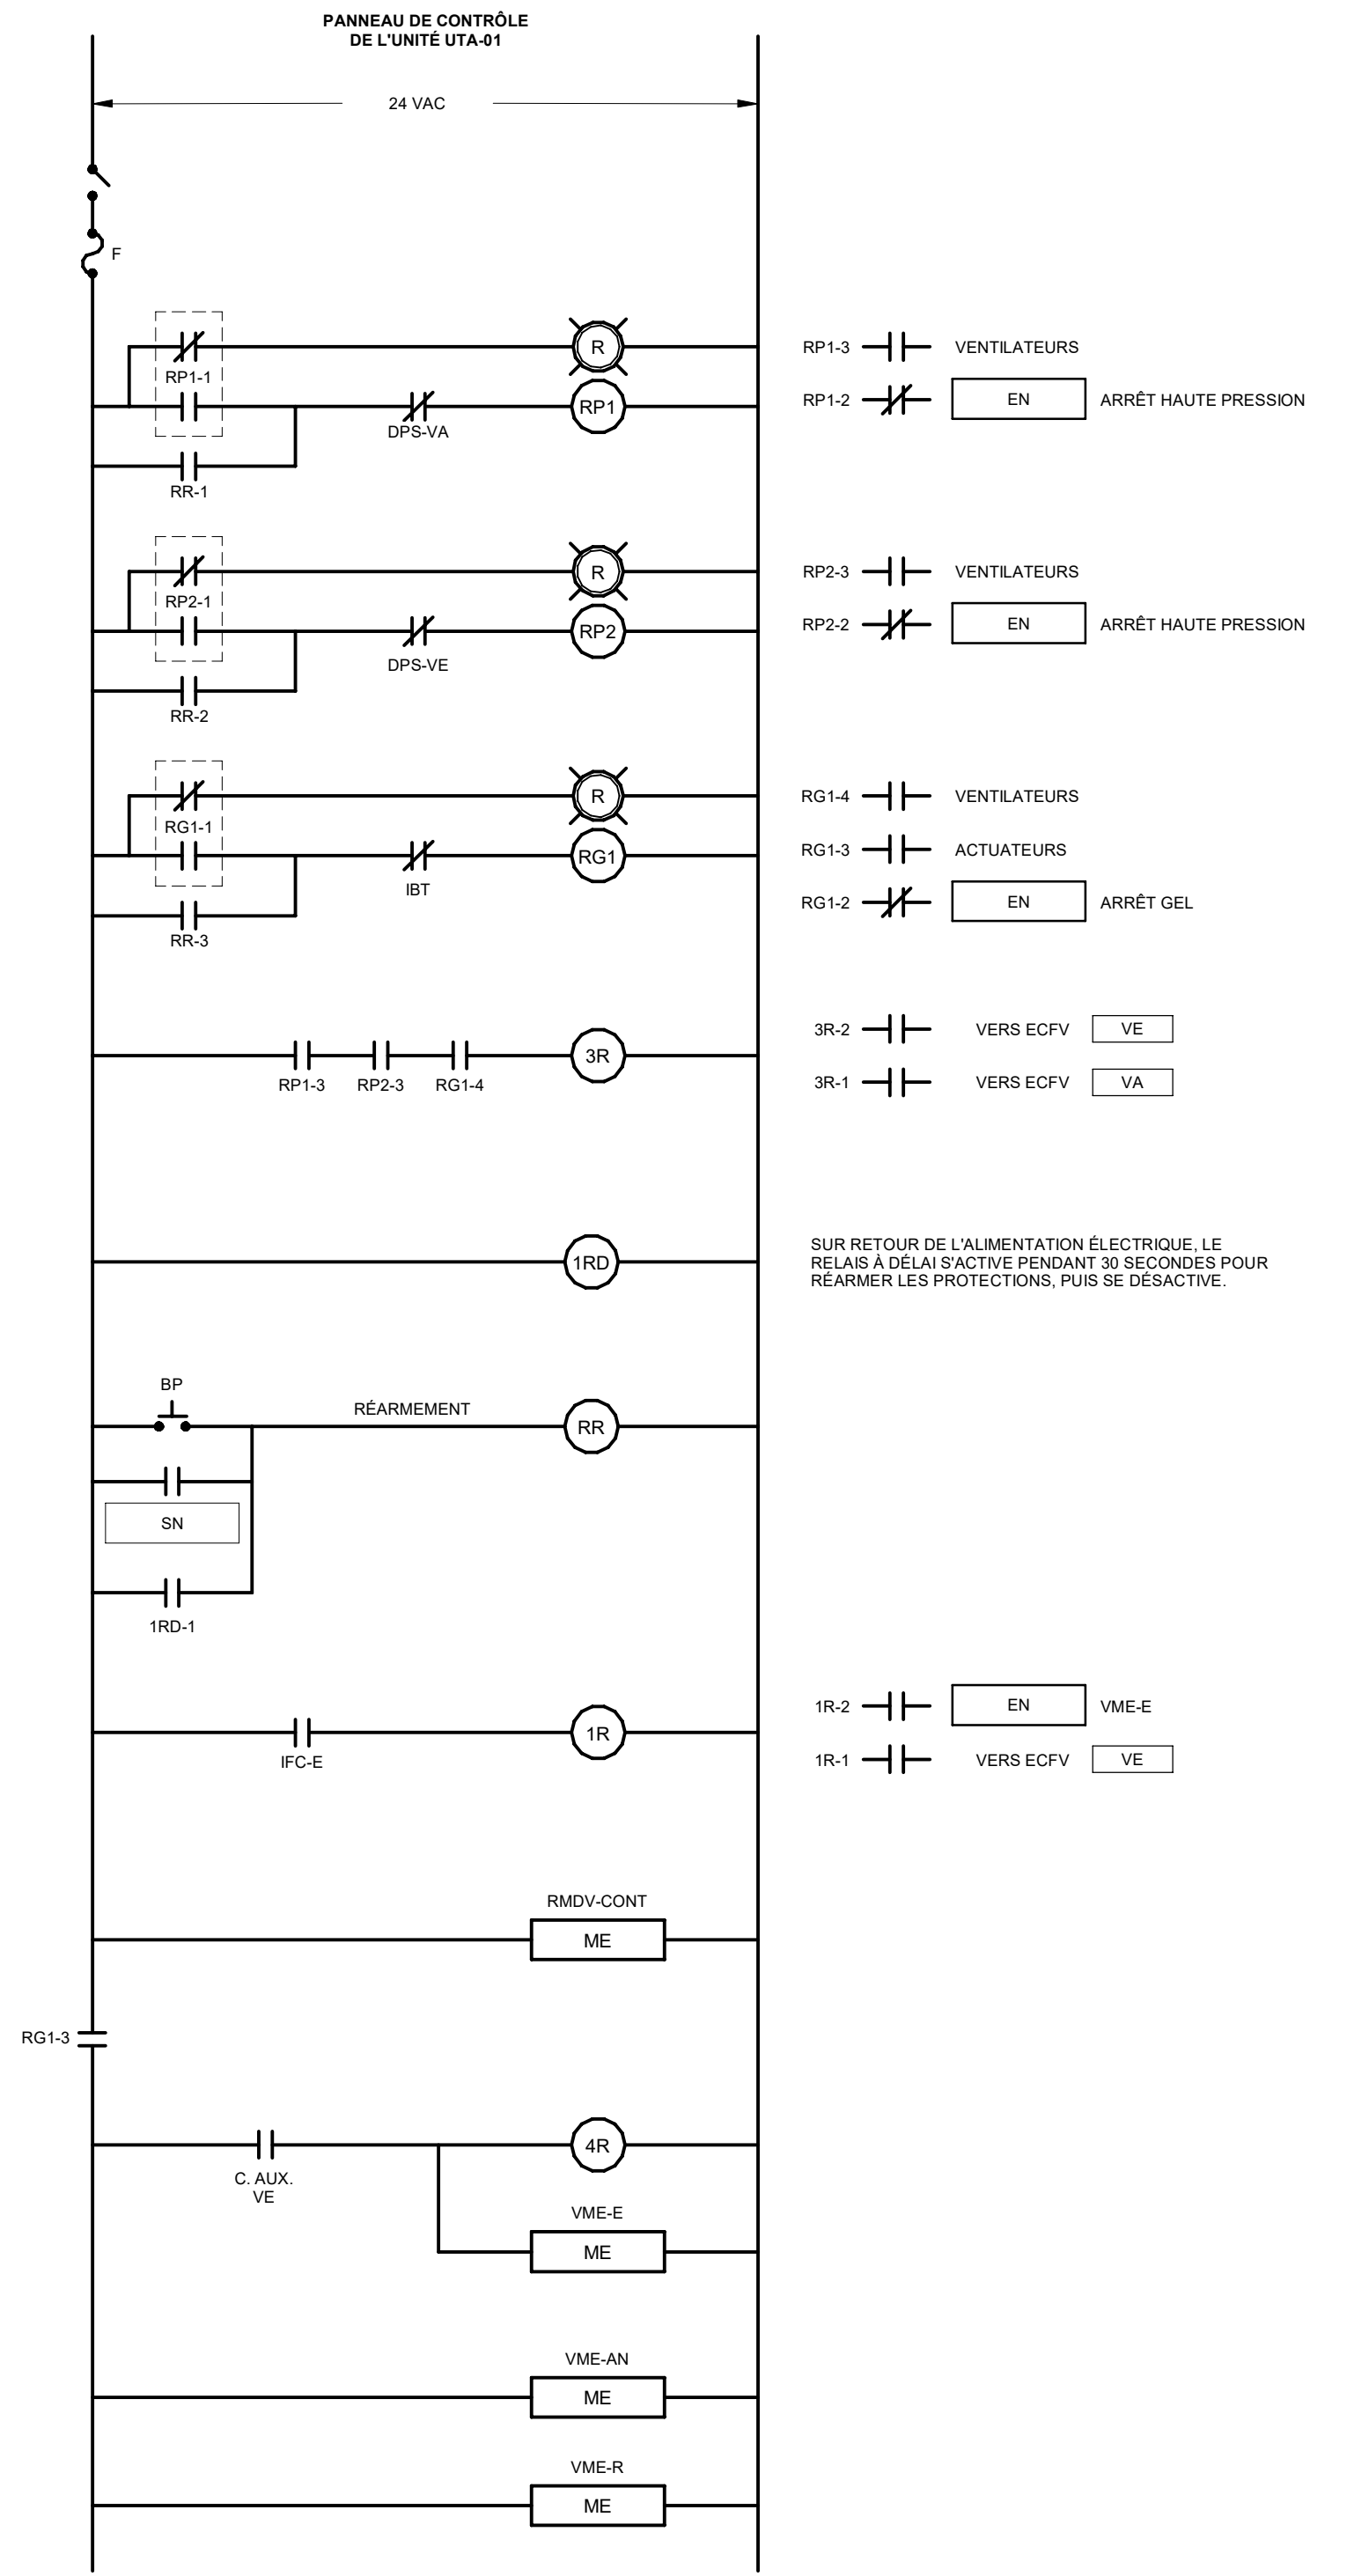 PANNEAU DE CONTRÔLE
DE L'UNITÉ UTA-01
24 VAC
F
R
RP1-1
RP1
DPS-VA
RR-1
RP1-3 VENTILATEURS
RP1-2 EN ARRÊT HAUTE PRESSION
R
RP2-1
RP2
DPS-VE
RR-2
RP2-3 VENTILATEURS
RP2-2 EN ARRÊT HAUTE PRESSION
R
RG1-1
RG1
IBT
RR-3
RG1-4 VENTILATEURS
RG1-3 ACTUATEURS
RG1-2 EN ARRÊT GEL
3R
RP1-3 RP2-3 RG1-4
3R-2 VERS ECFV VE
3R-1 VERS ECFV VA
1RD
SUR RETOUR DE L'ALIMENTATION ÉLECTRIQUE, LE
RELAIS À DÉLAI S'ACTIVE PENDANT 30 SECONDES POUR
RÉARMER LES PROTECTIONS, PUIS SE DÉSACTIVE.
BP
RÉARMEMENT
RR
SN
1RD-1
1R
IFC-E
1R-2 EN VME-E
1R-1 VERS ECFV VE
RMDV-CONT
ME
RG1-3
4R
C. AUX.
VE
VME-E
ME
VME-AN
ME
VME-R
ME